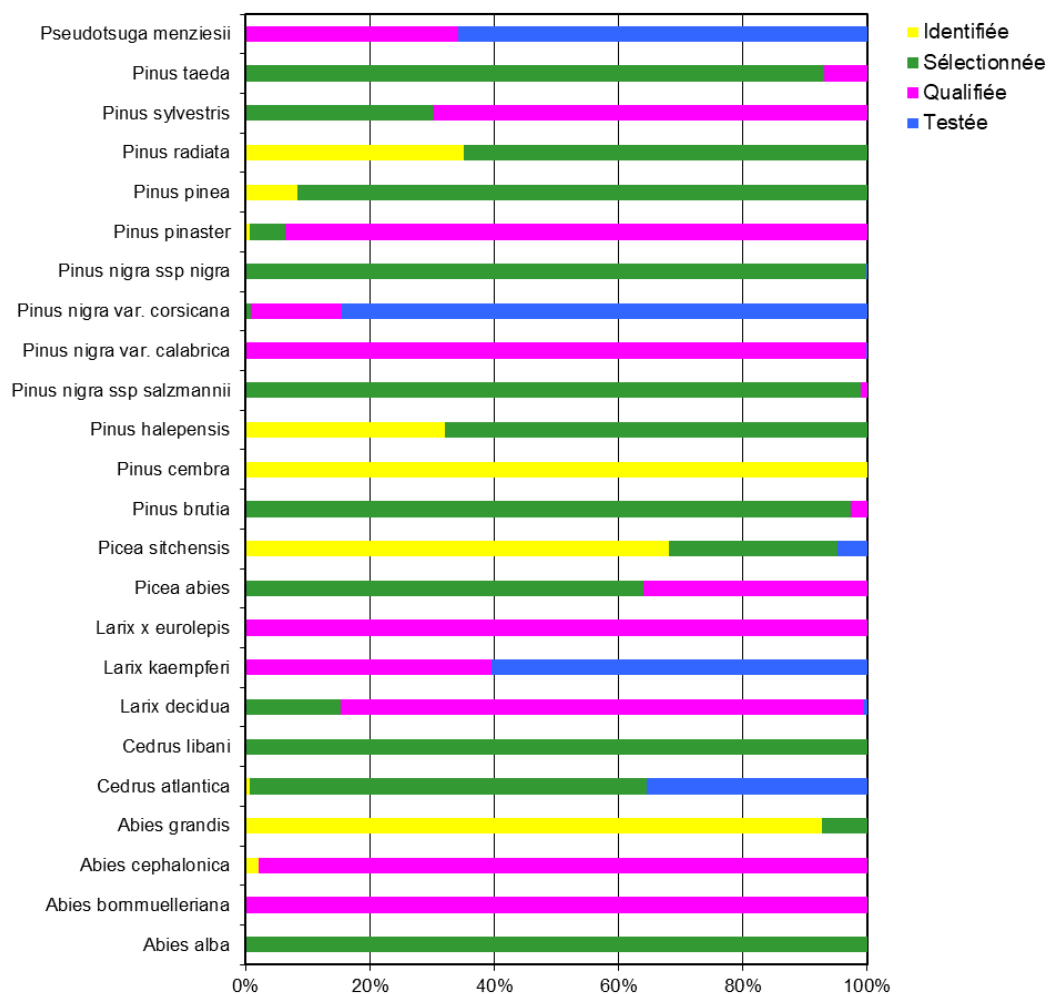 Pseudotsuga menziesii
Pinus taeda
Pinus sylvestris
Pinus radiata
Pinus pinea
Pinus pinaster
Pinus nigra ssp nigra
Pinus nigra var. corsicana
Pinus nigra var. calabrica
Pinus nigra ssp salzmannii
Pinus halepensis
Pinus cembra
Pinus brutia
Picea sitchensis
Picea abies
Larix x eurolepis
Larix kaempferi
Larix decidua
Cedrus libani
Cedrus atlantica
Abies grandis
Abies cephalonica
Abies bornmuelleriana
Abies alba
0% 20% 40% 60% 80% 100%
Identifiée
Sélectionnée
Qualifiée
Testée